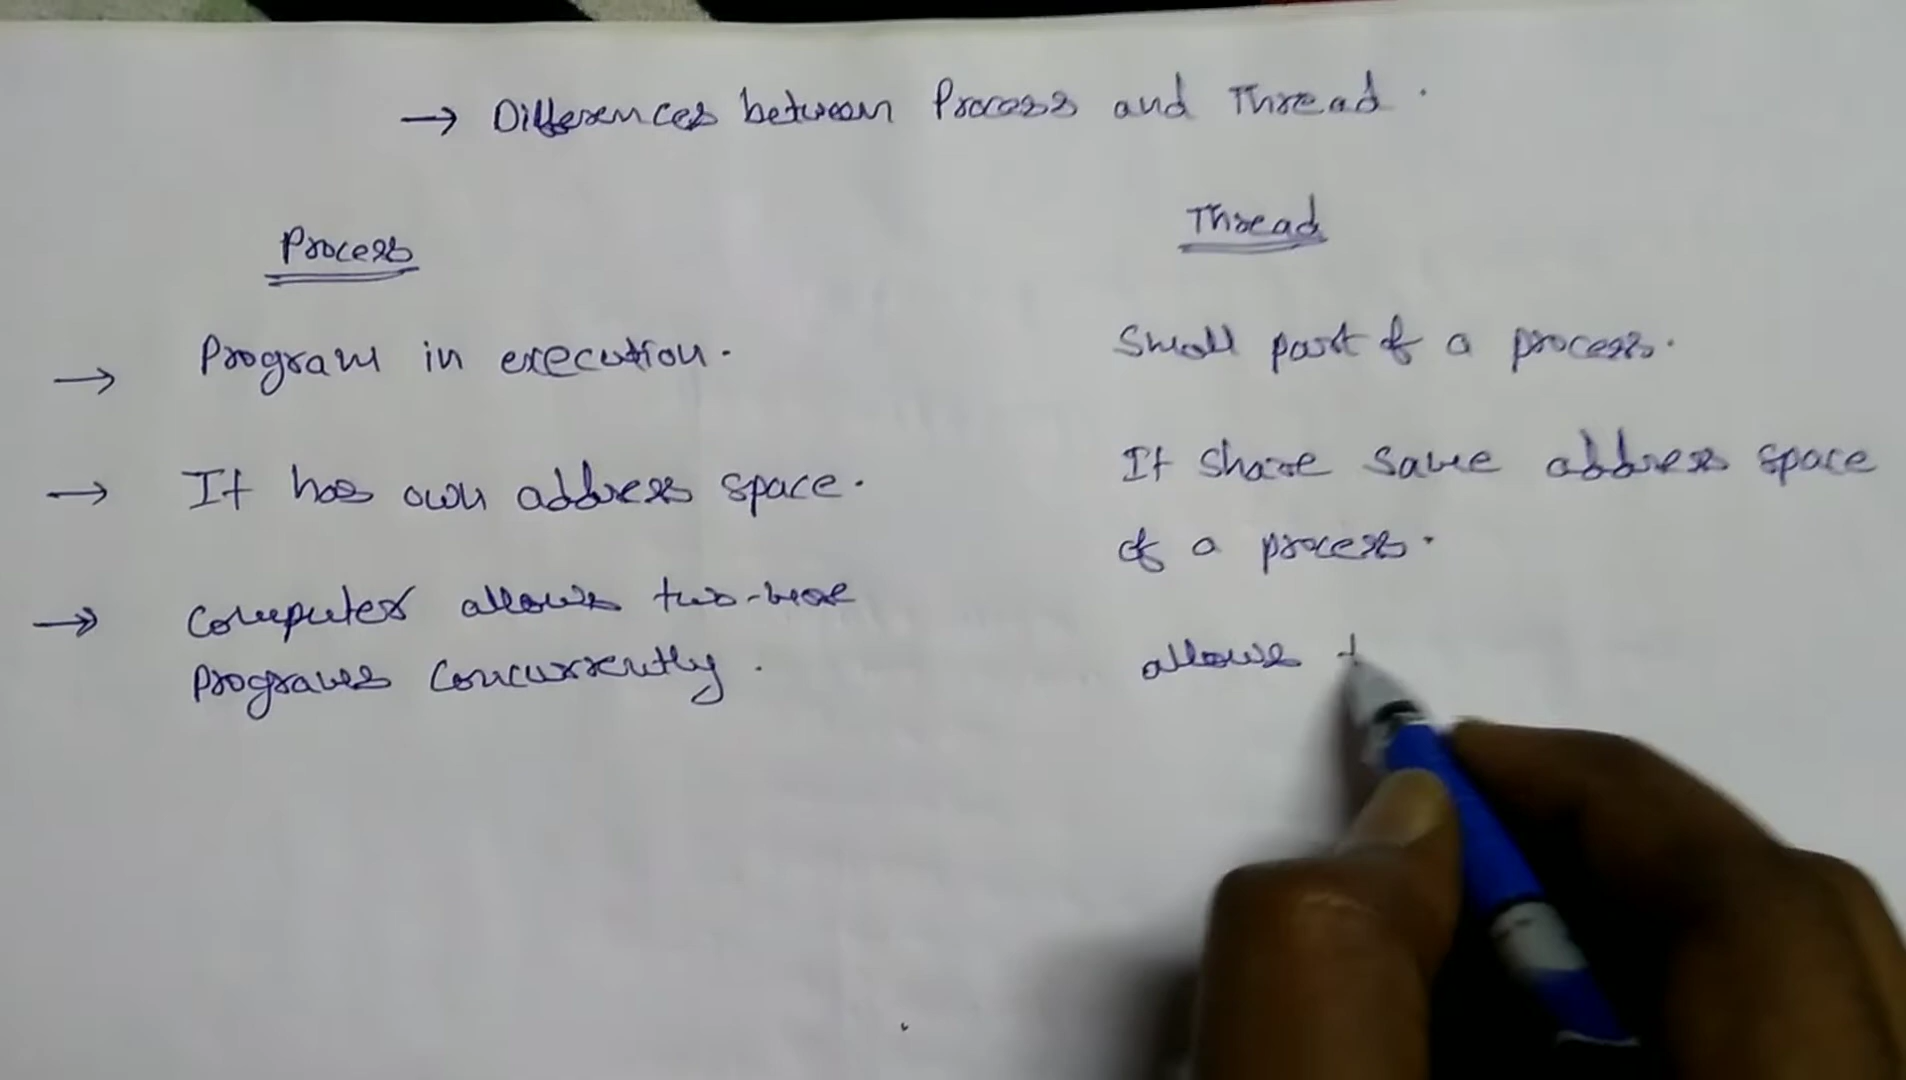 → Differences between Process and Thread.
Process
Thread
→ Program in execution.
Small part of a process.
→ It has own address space.
It share same address space
of a process.
→ Computer allows two-more
programs concurrently.
allows t